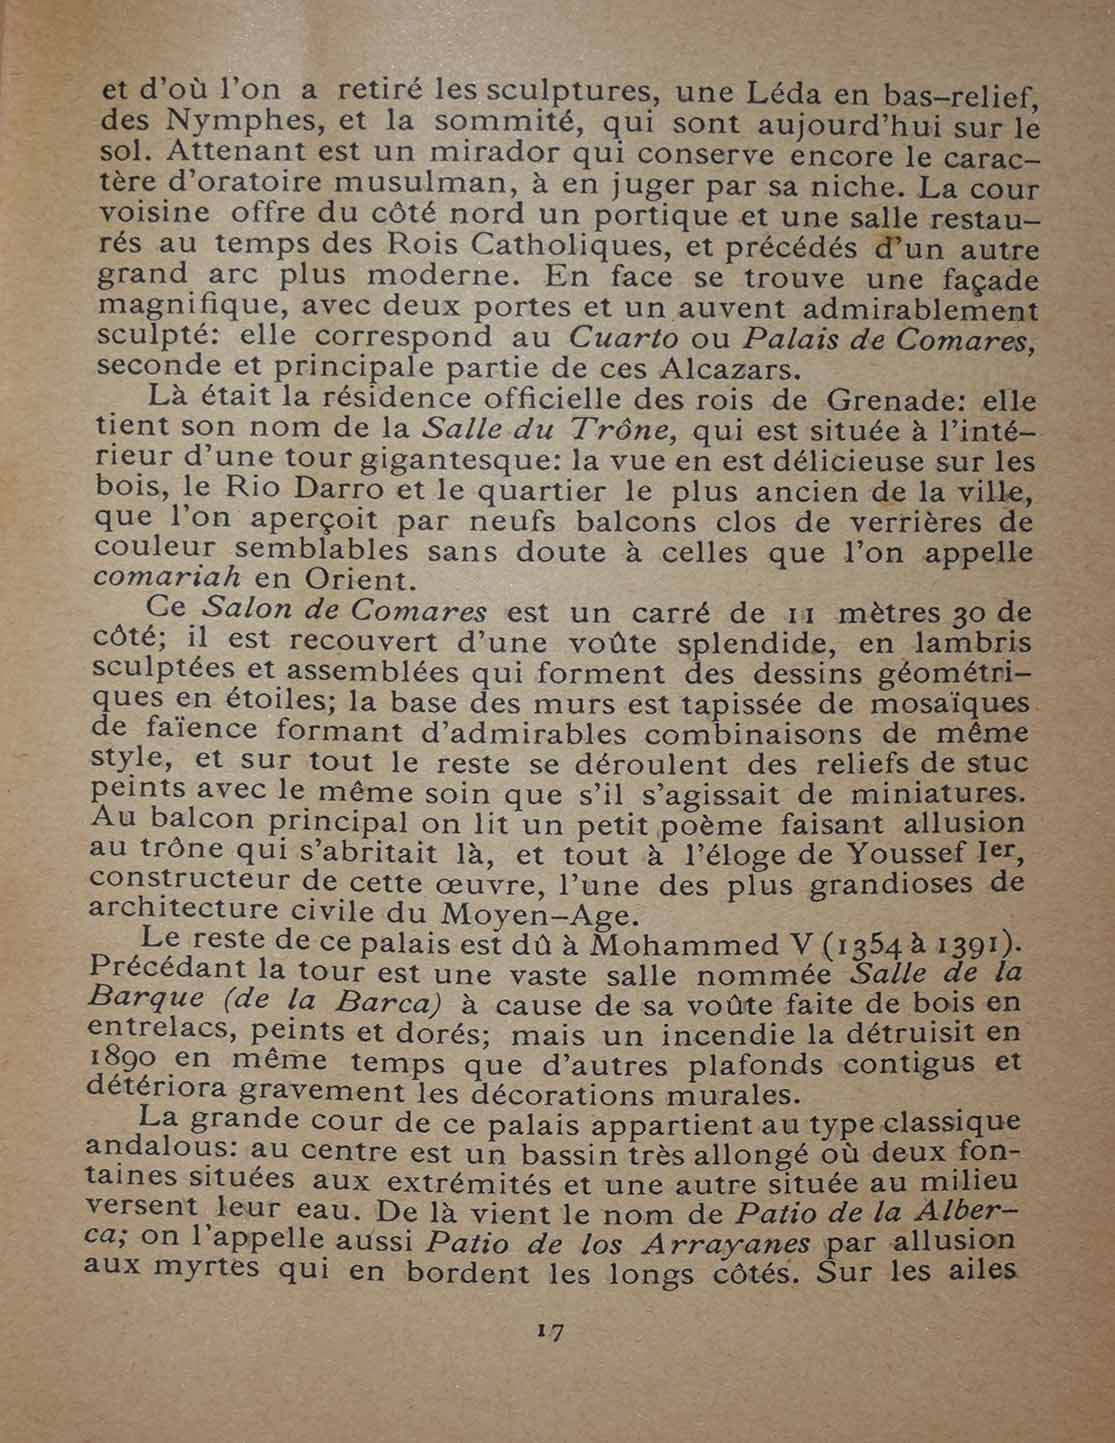 et d'où l'on a retiré les sculptures, une Léda en bas-relief,
des Nymphes, et la sommité, qui sont aujourd'hui sur le
sol. Attenant est un mirador qui conserve encore le carac-
tère d'oratoire musulman, à en juger par sa niche. La cour
voisine offre du côté nord un portique et une salle restau-
rés au temps des Rois Catholiques, et précédés d'un autre
grand arc plus moderne. En face se trouve une façade
magnifique, avec deux portes et un auvent admirablement
sculpté: elle correspond au Cuarto ou Palais de Comares,
seconde et principale partie de ces Alcazars.
Là était la résidence officielle des rois de Grenade: elle
tient son nom de la Salle du Trône, qui est située à l'inté-
rieur d'une tour gigantesque: la vue en est délicieuse sur les
bois, le Rio Darro et le quartier le plus ancien de la ville,
que l'on aperçoit par neufs balcons clos de verrières de
couleur semblables sans doute à celles que l'on appelle
comariah en Orient.
Ce Salon de Comares est un carré de 11 mètres 30 de
côté; il est recouvert d'une voûte splendide, en lambris
sculptées et assemblées qui forment des dessins géométri-
ques en étoiles; la base des murs est tapissée de mosaïques
de faïence formant d'admirables combinaisons de même
style, et sur tout le reste se déroulent des reliefs de stuc
peints avec le même soin que s'il s'agissait de miniatures.
Au balcon principal on lit un petit poème faisant allusion
au trône qui s'abritait là, et tout à l'éloge de Youssef Ier,
constructeur de cette œuvre, l'une des plus grandioses de
architecture civile du Moyen-Age.
Le reste de ce palais est dû à Mohammed V (1354 à 1391).
Précédant la tour est une vaste salle nommée Salle de la
Barque (de la Barca) à cause de sa voûte faite de bois en
entrelacs, peints et dorés; mais un incendie la détruisit en
1890 en même temps que d'autres plafonds contigus et
détériora gravement les décorations murales.
La grande cour de ce palais appartient au type classique
andalous: au centre est un bassin très allongé où deux fon-
taines situées aux extrémités et une autre située au milieu
versent leur eau. De là vient le nom de Patio de la Alber-
ca; on l'appelle aussi Patio de los Arrayanes par allusion
aux myrtes qui en bordent les longs côtés. Sur les ailes
17